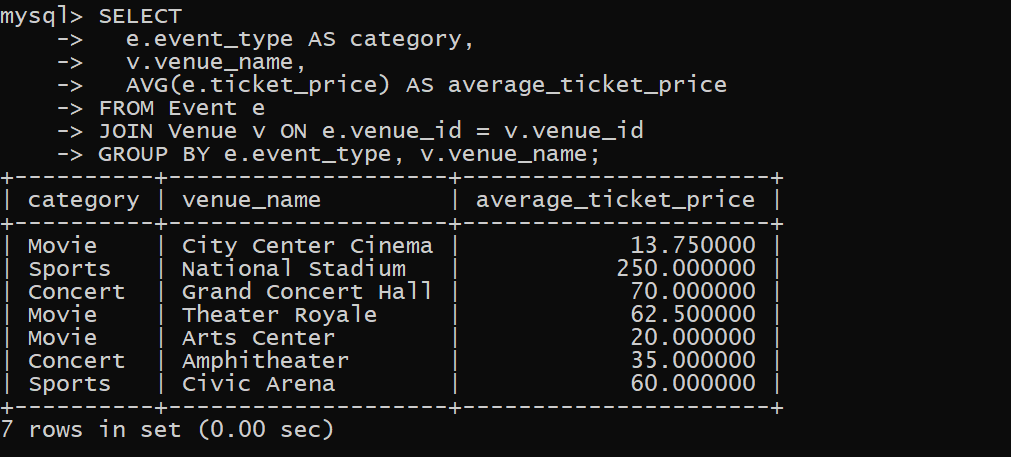 mysql> SELECT
    ->   e.event_type AS category,
    ->   v.venue_name,
    ->   AVG(e.ticket_price) AS average_ticket_price
    -> FROM Event e
    -> JOIN Venue v ON e.venue_id = v.venue_id
    -> GROUP BY e.event_type, v.venue_name;
+----------+--------------------+----------------------+
| category | venue_name         | average_ticket_price |
+----------+--------------------+----------------------+
| Movie    | City Center Cinema |            13.750000 |
| Sports   | National Stadium   |           250.000000 |
| Concert  | Grand Concert Hall |            70.000000 |
| Movie    | Theater Royale     |            62.500000 |
| Movie    | Arts Center        |            20.000000 |
| Concert  | Amphitheater       |            35.000000 |
| Sports   | Civic Arena        |            60.000000 |
+----------+--------------------+----------------------+
7 rows in set (0.00 sec)